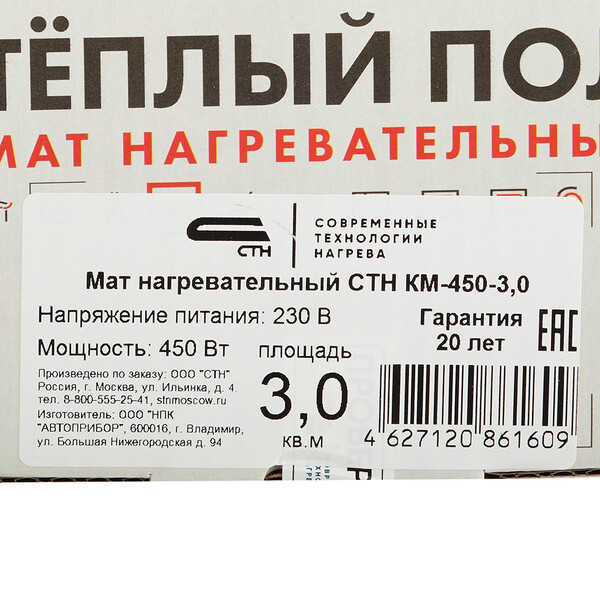 ТЁПЛЫЙ ПОЛ
МАТ НАГРЕВАТЕЛЬНЫ
СТН
СОВРЕМЕННЫЕ
ТЕХНОЛОГИИ
НАГРЕВА
Мат нагревательный СТН КМ-450-3,0
Напряжение питания: 230 В
Гарантия
20 лет
EAC
Мощность: 450 Вт
площадь
3,0
КВ.М
Произведено по заказу: ООО "СТН"
Россия, г. Москва, ул. Ильинка, д. 4.
тел. 8-800-555-25-41, stnmoscow.ru
Изготовитель: ООО "НПК
"АВТОПРИБОР", 600016, г. Владимир,
ул. Большая Нижегородская д. 94
4 627120 861609